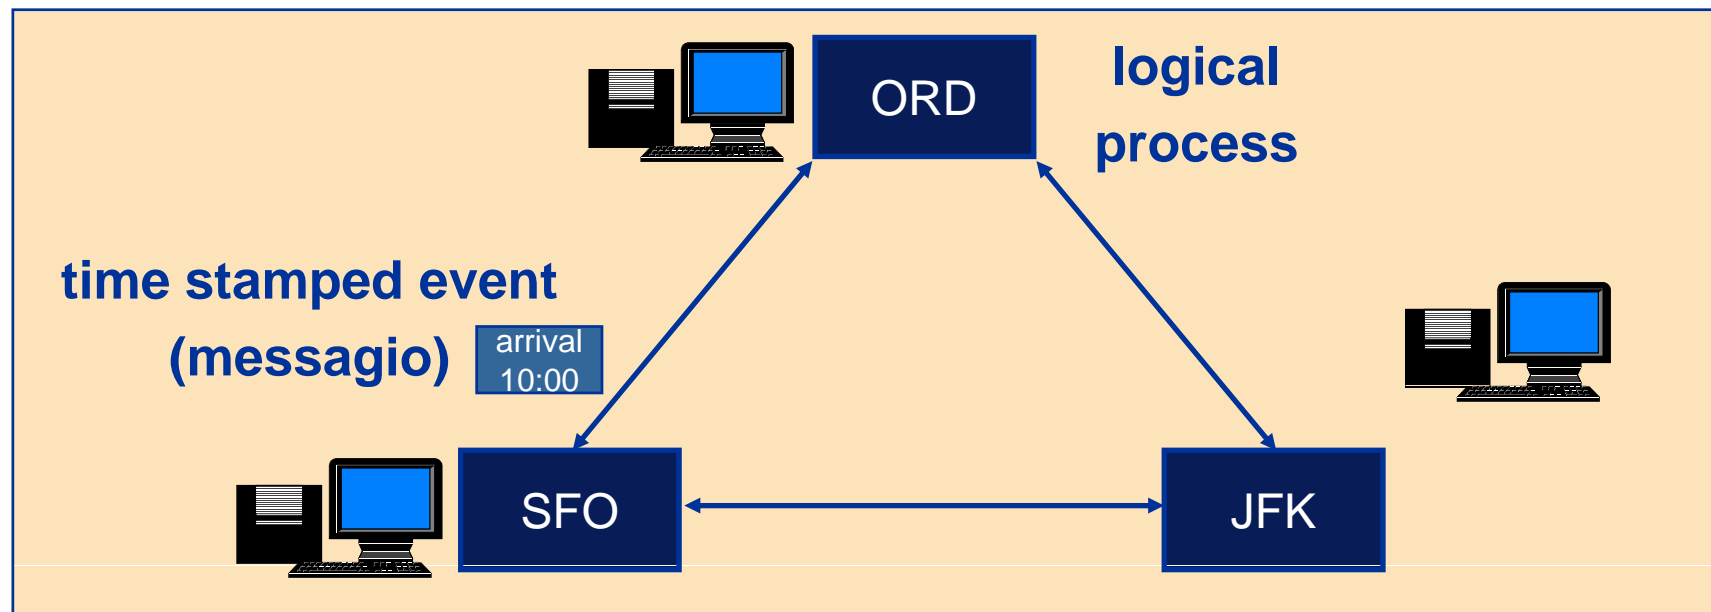 ORD
logical
process
time stamped event
(messagio)
arrival
10:00
SFO
JFK